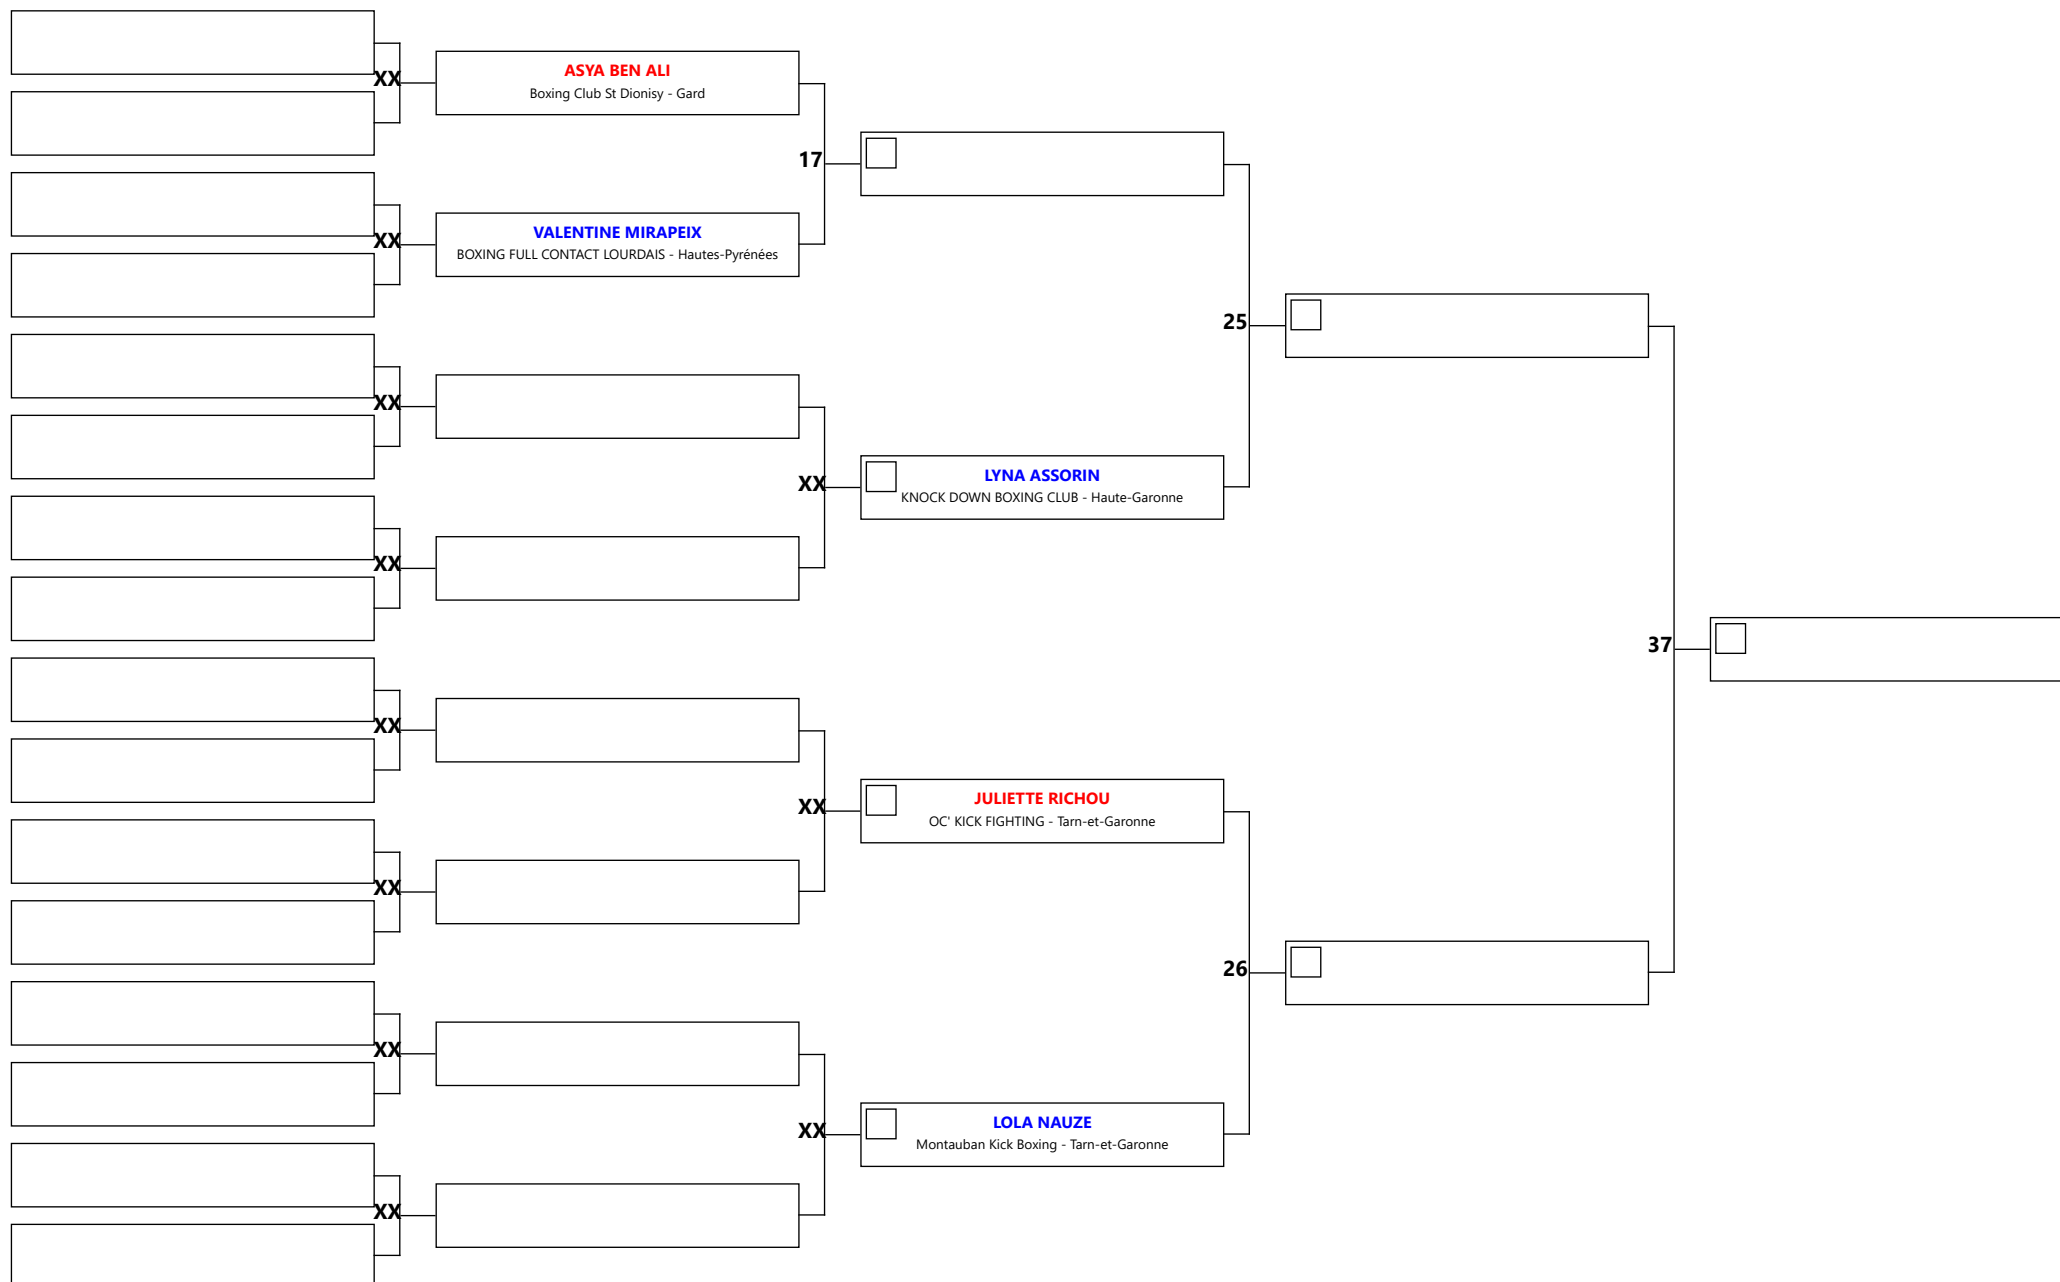 XX
ASYA BEN ALI
Boxing Club St Dionisy - Gard
17
XX
VALENTINE MIRAPEIX
BOXING FULL CONTACT LOURDAIS - Hautes-Pyrénées
25
XX
XX
LYNA ASSORIN
KNOCK DOWN BOXING CLUB - Haute-Garonne
XX
37
XX
XX
JULIETTE RICHOU
OC' KICK FIGHTING - Tarn-et-Garonne
XX
26
XX
XX
LOLA NAUZE
Montauban Kick Boxing - Tarn-et-Garonne
XX